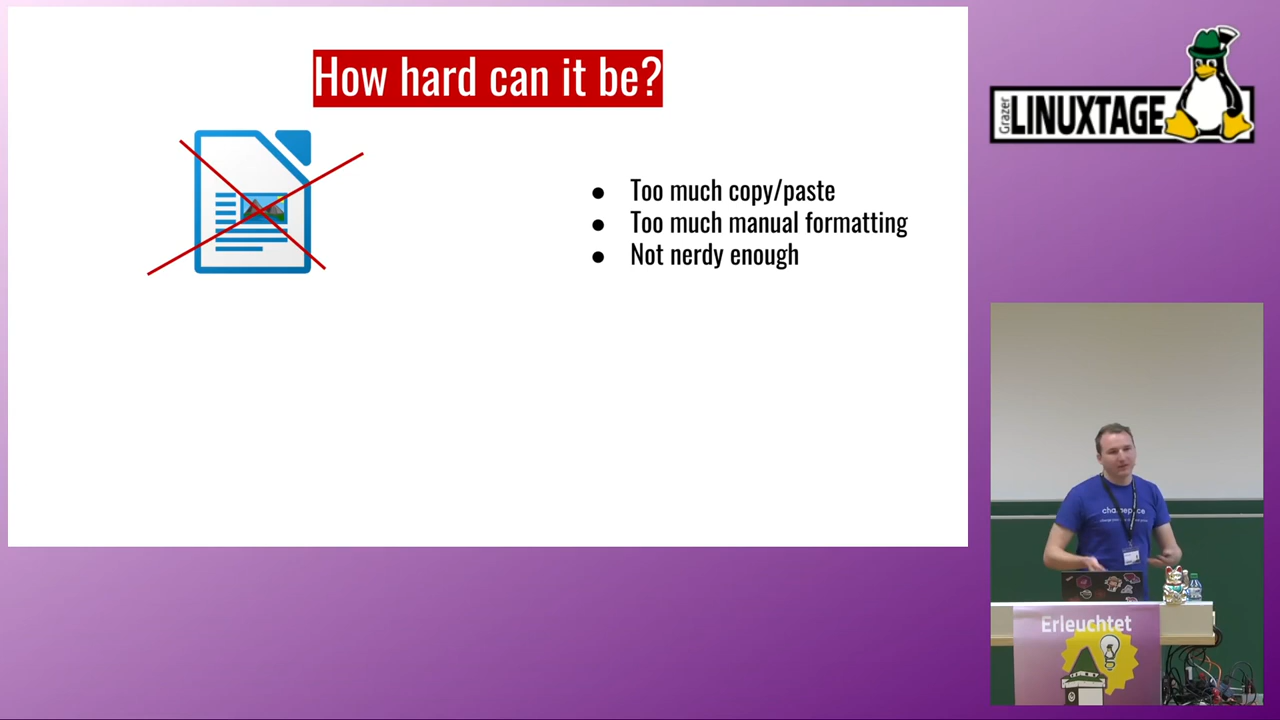 How hard can it be?
● Too much copy/paste
● Too much manual formatting
● Not nerdy enough
Grazer
LINUXTAGE
Erleuchtet